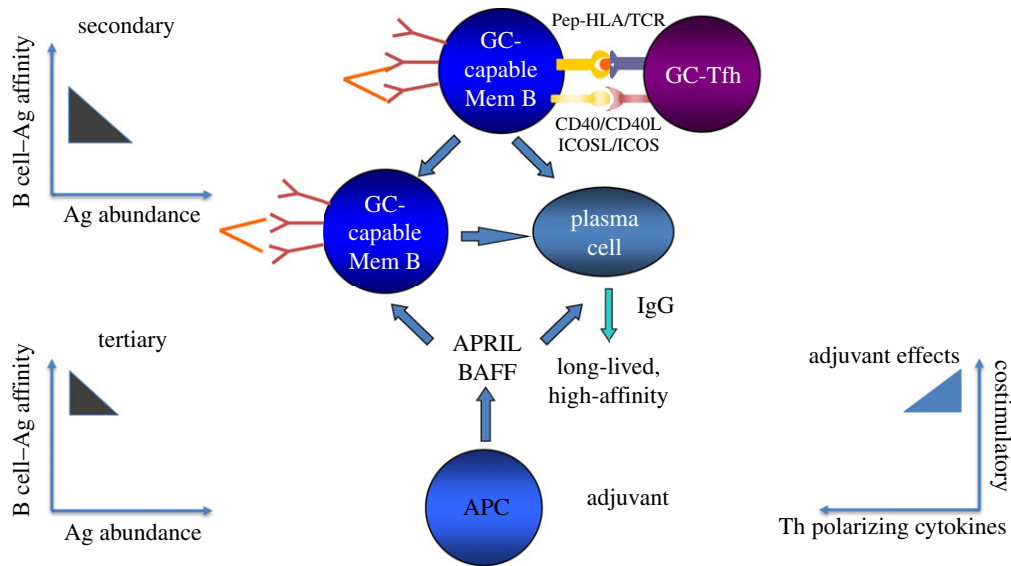 secondary
B cell–Ag affinity
Ag abundance
Pep-HLA/TCR
GC-
capable
Mem B
GC-Tfh
CD40/CD40L
ICOSL/ICOS
GC-
capable
Mem B
plasma
cell
IgG
long-lived,
high-affinity
tertiary
B cell–Ag affinity
Ag abundance
APRIL
BAFF
APC
adjuvant
adjuvant effects
costimulatory
Th polarizing cytokines